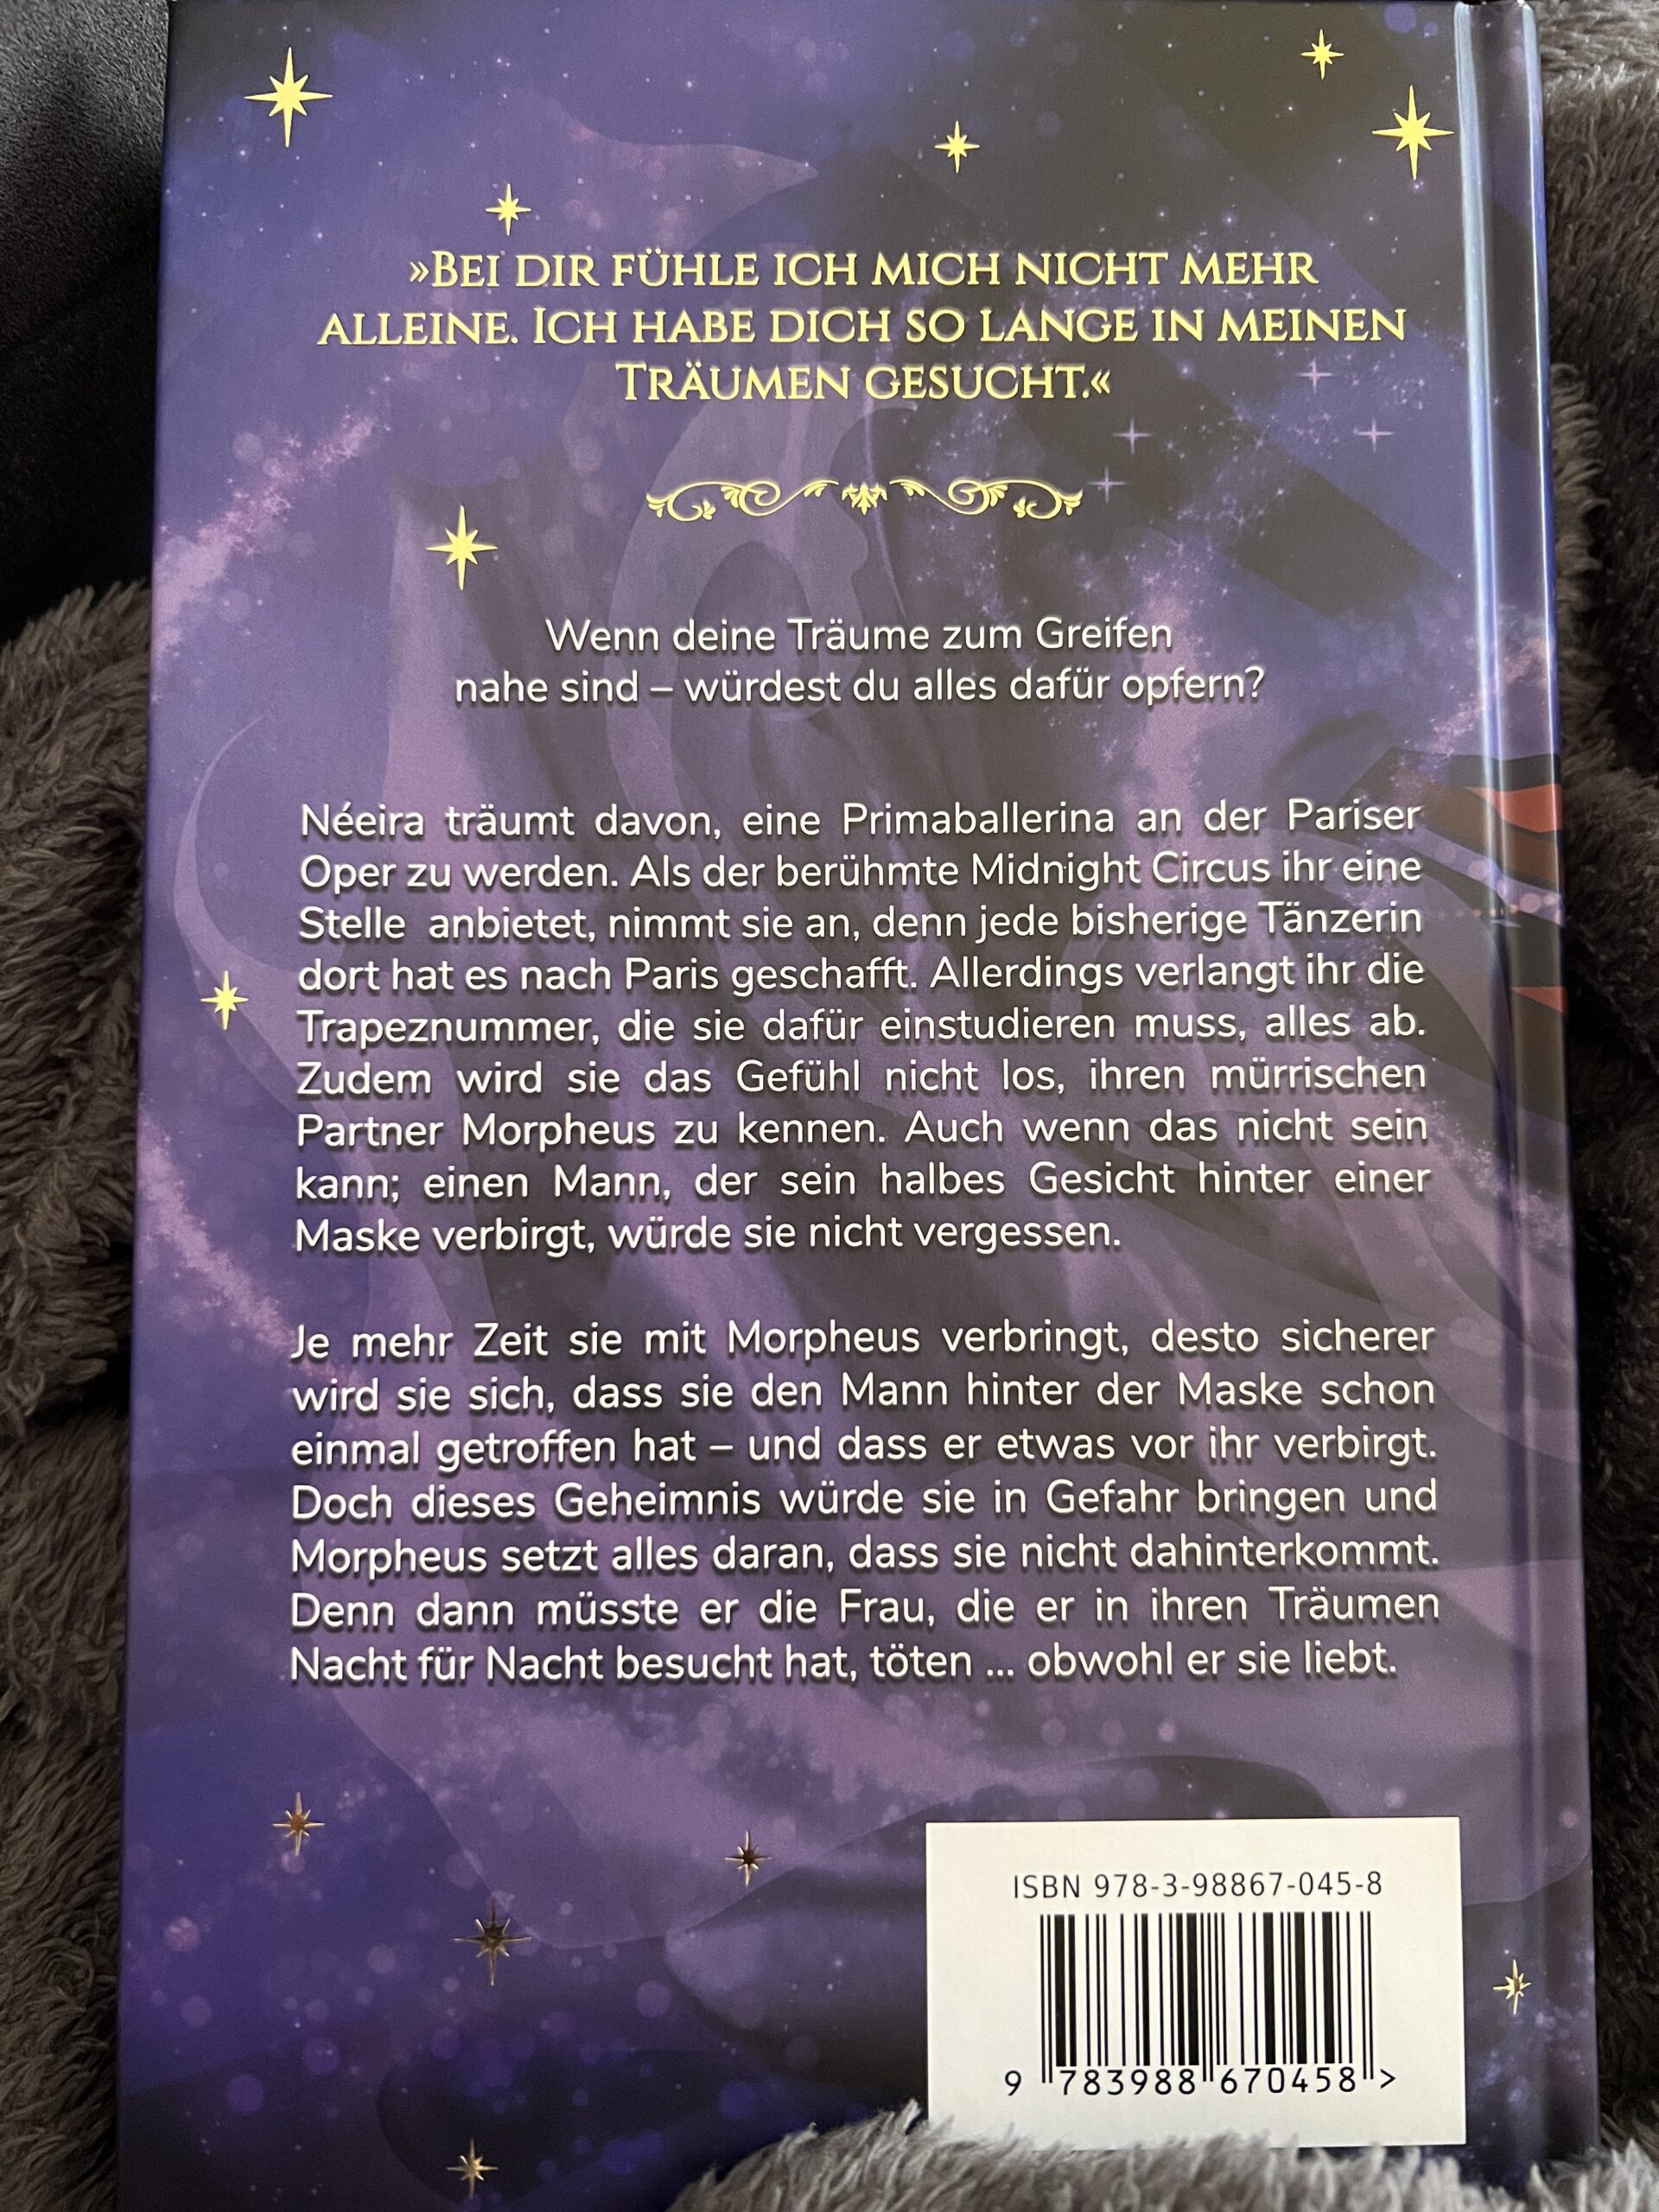 »Bei dir fühle ich mich nicht mehr
alleine. Ich habe dich so lange in meinen
Träumen gesucht.«
Wenn deine Träume zum Greifen
nahe sind – würdest du alles dafür opfern?
Néeira träumt davon, eine Primaballerina an der Pariser
Oper zu werden. Als der berühmte Midnight Circus ihr eine
Stelle anbietet, nimmt sie an, denn jede bisherige Tänzerin
dort hat es nach Paris geschafft. Allerdings verlangt ihr die
Trapeznummer, die sie dafür einstudieren muss, alles ab.
Zudem wird sie das Gefühl nicht los, ihren mürrischen
Partner Morpheus zu kennen. Auch wenn das nicht sein
kann; einen Mann, der sein halbes Gesicht hinter einer
Maske verbirgt, würde sie nicht vergessen.
Je mehr Zeit sie mit Morpheus verbringt, desto sicherer
wird sie sich, dass sie den Mann hinter der Maske schon
einmal getroffen hat – und dass er etwas vor ihr verbirgt.
Doch dieses Geheimnis würde sie in Gefahr bringen und
Morpheus setzt alles daran, dass sie nicht dahinterkommt.
Denn dann müsste er die Frau, die er in ihren Träumen
Nacht für Nacht besucht hat, töten ... obwohl er sie liebt.
ISBN 978-3-98867-045-8
9 783988 670458 >